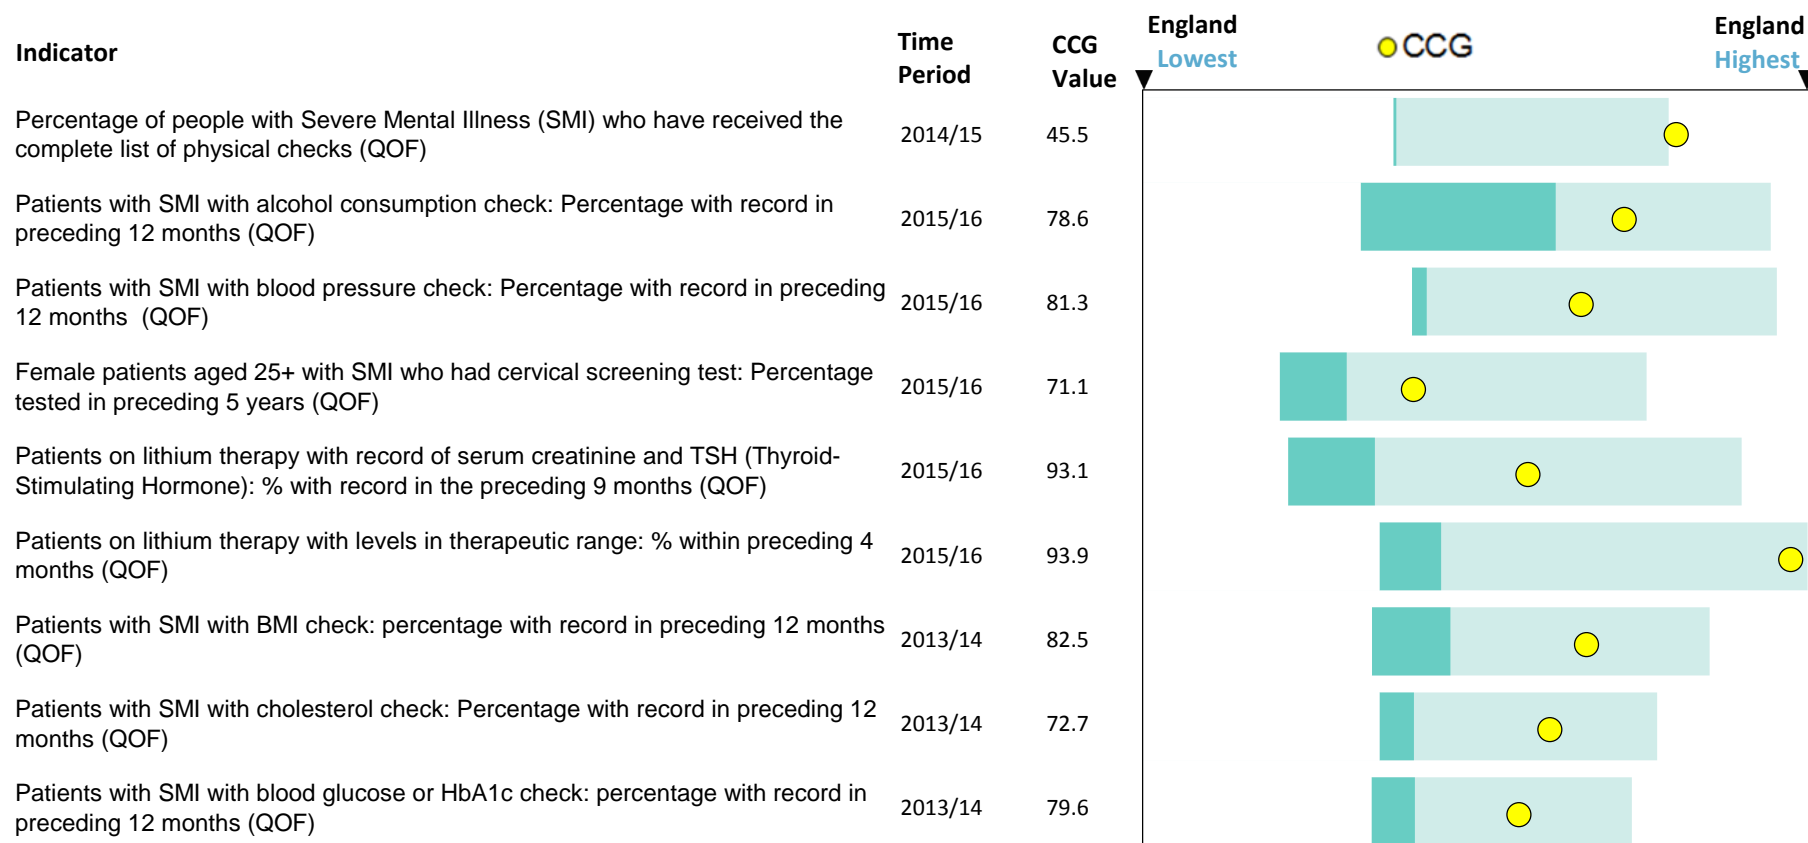 Indicator
Time
Period
CCG
Value
England
Lowest
CCG
England
Highest
Percentage of people with Severe Mental Illness (SMI) who have received the
complete list of physical checks (QOF)
2014/15
45.5
Patients with SMI with alcohol consumption check: Percentage with record in
preceding 12 months (QOF)
2015/16
78.6
Patients with SMI with blood pressure check: Percentage with record in preceding
12 months  (QOF)
2015/16
81.3
Female patients aged 25+ with SMI who had cervical screening test: Percentage
tested in preceding 5 years (QOF)
2015/16
71.1
Patients on lithium therapy with record of serum creatinine and TSH (Thyroid-
Stimulating Hormone): % with record in the preceding 9 months (QOF)
2015/16
93.1
Patients on lithium therapy with levels in therapeutic range: % within preceding 4
months (QOF)
2015/16
93.9
Patients with SMI with BMI check: percentage with record in preceding 12 months
(QOF)
2013/14
82.5
Patients with SMI with cholesterol check: Percentage with record in preceding 12
months (QOF)
2013/14
72.7
Patients with SMI with blood glucose or HbA1c check: percentage with record in
preceding 12 months (QOF)
2013/14
79.6